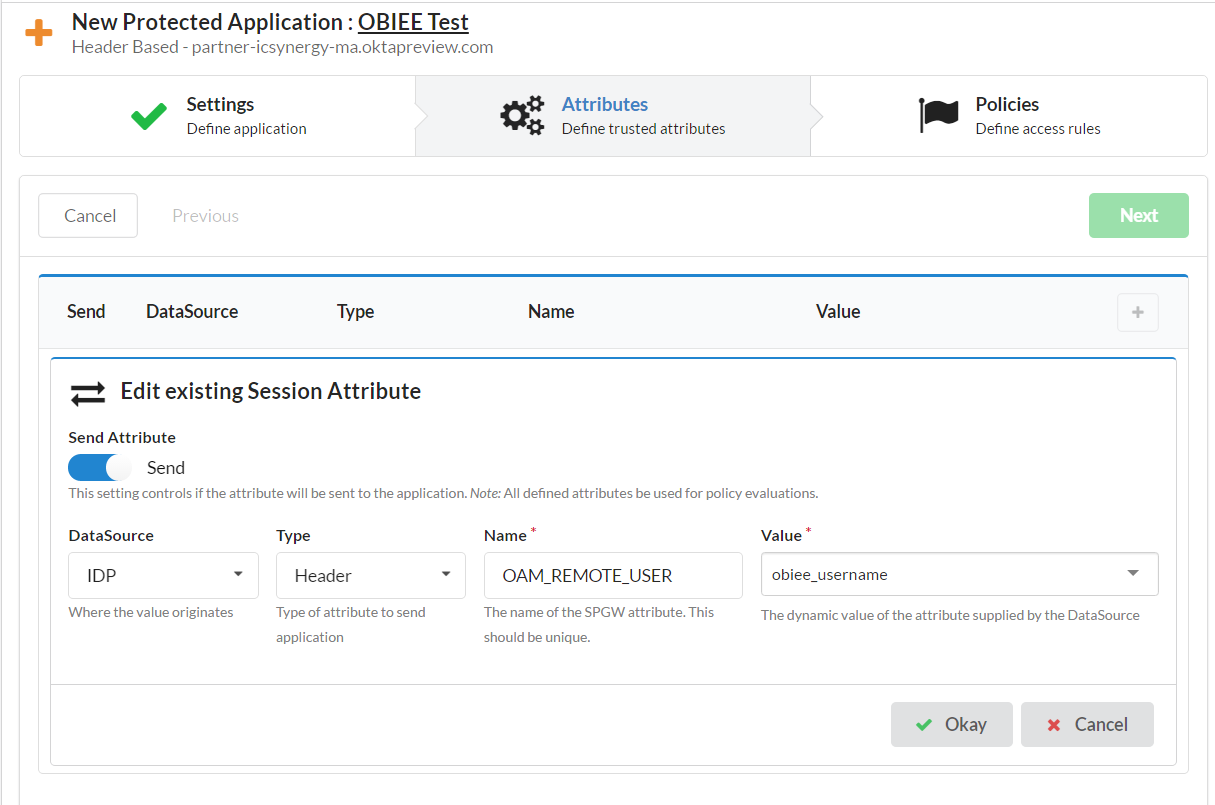 New Protected Application : OBIEE Test
Header Based - partner-icsynergy-ma.oktapreview.com
Settings
Define application
Attributes
Define trusted attributes
Policies
Define access rules
Cancel
Previous
Next
Send DataSource Type Name Value +
Edit existing Session Attribute
Send Attribute
Send
This setting controls if the attribute will be sent to the application. Note: All defined attributes be used for policy evaluations.
DataSource
IDP
Where the value originates
Type
Header
Type of attribute to send
application
Name *
OAM_REMOTE_USER
The name of the SPGW attribute. This
should be unique.
Value *
obiee_username
The dynamic value of the attribute supplied by the DataSource
Okay
Cancel